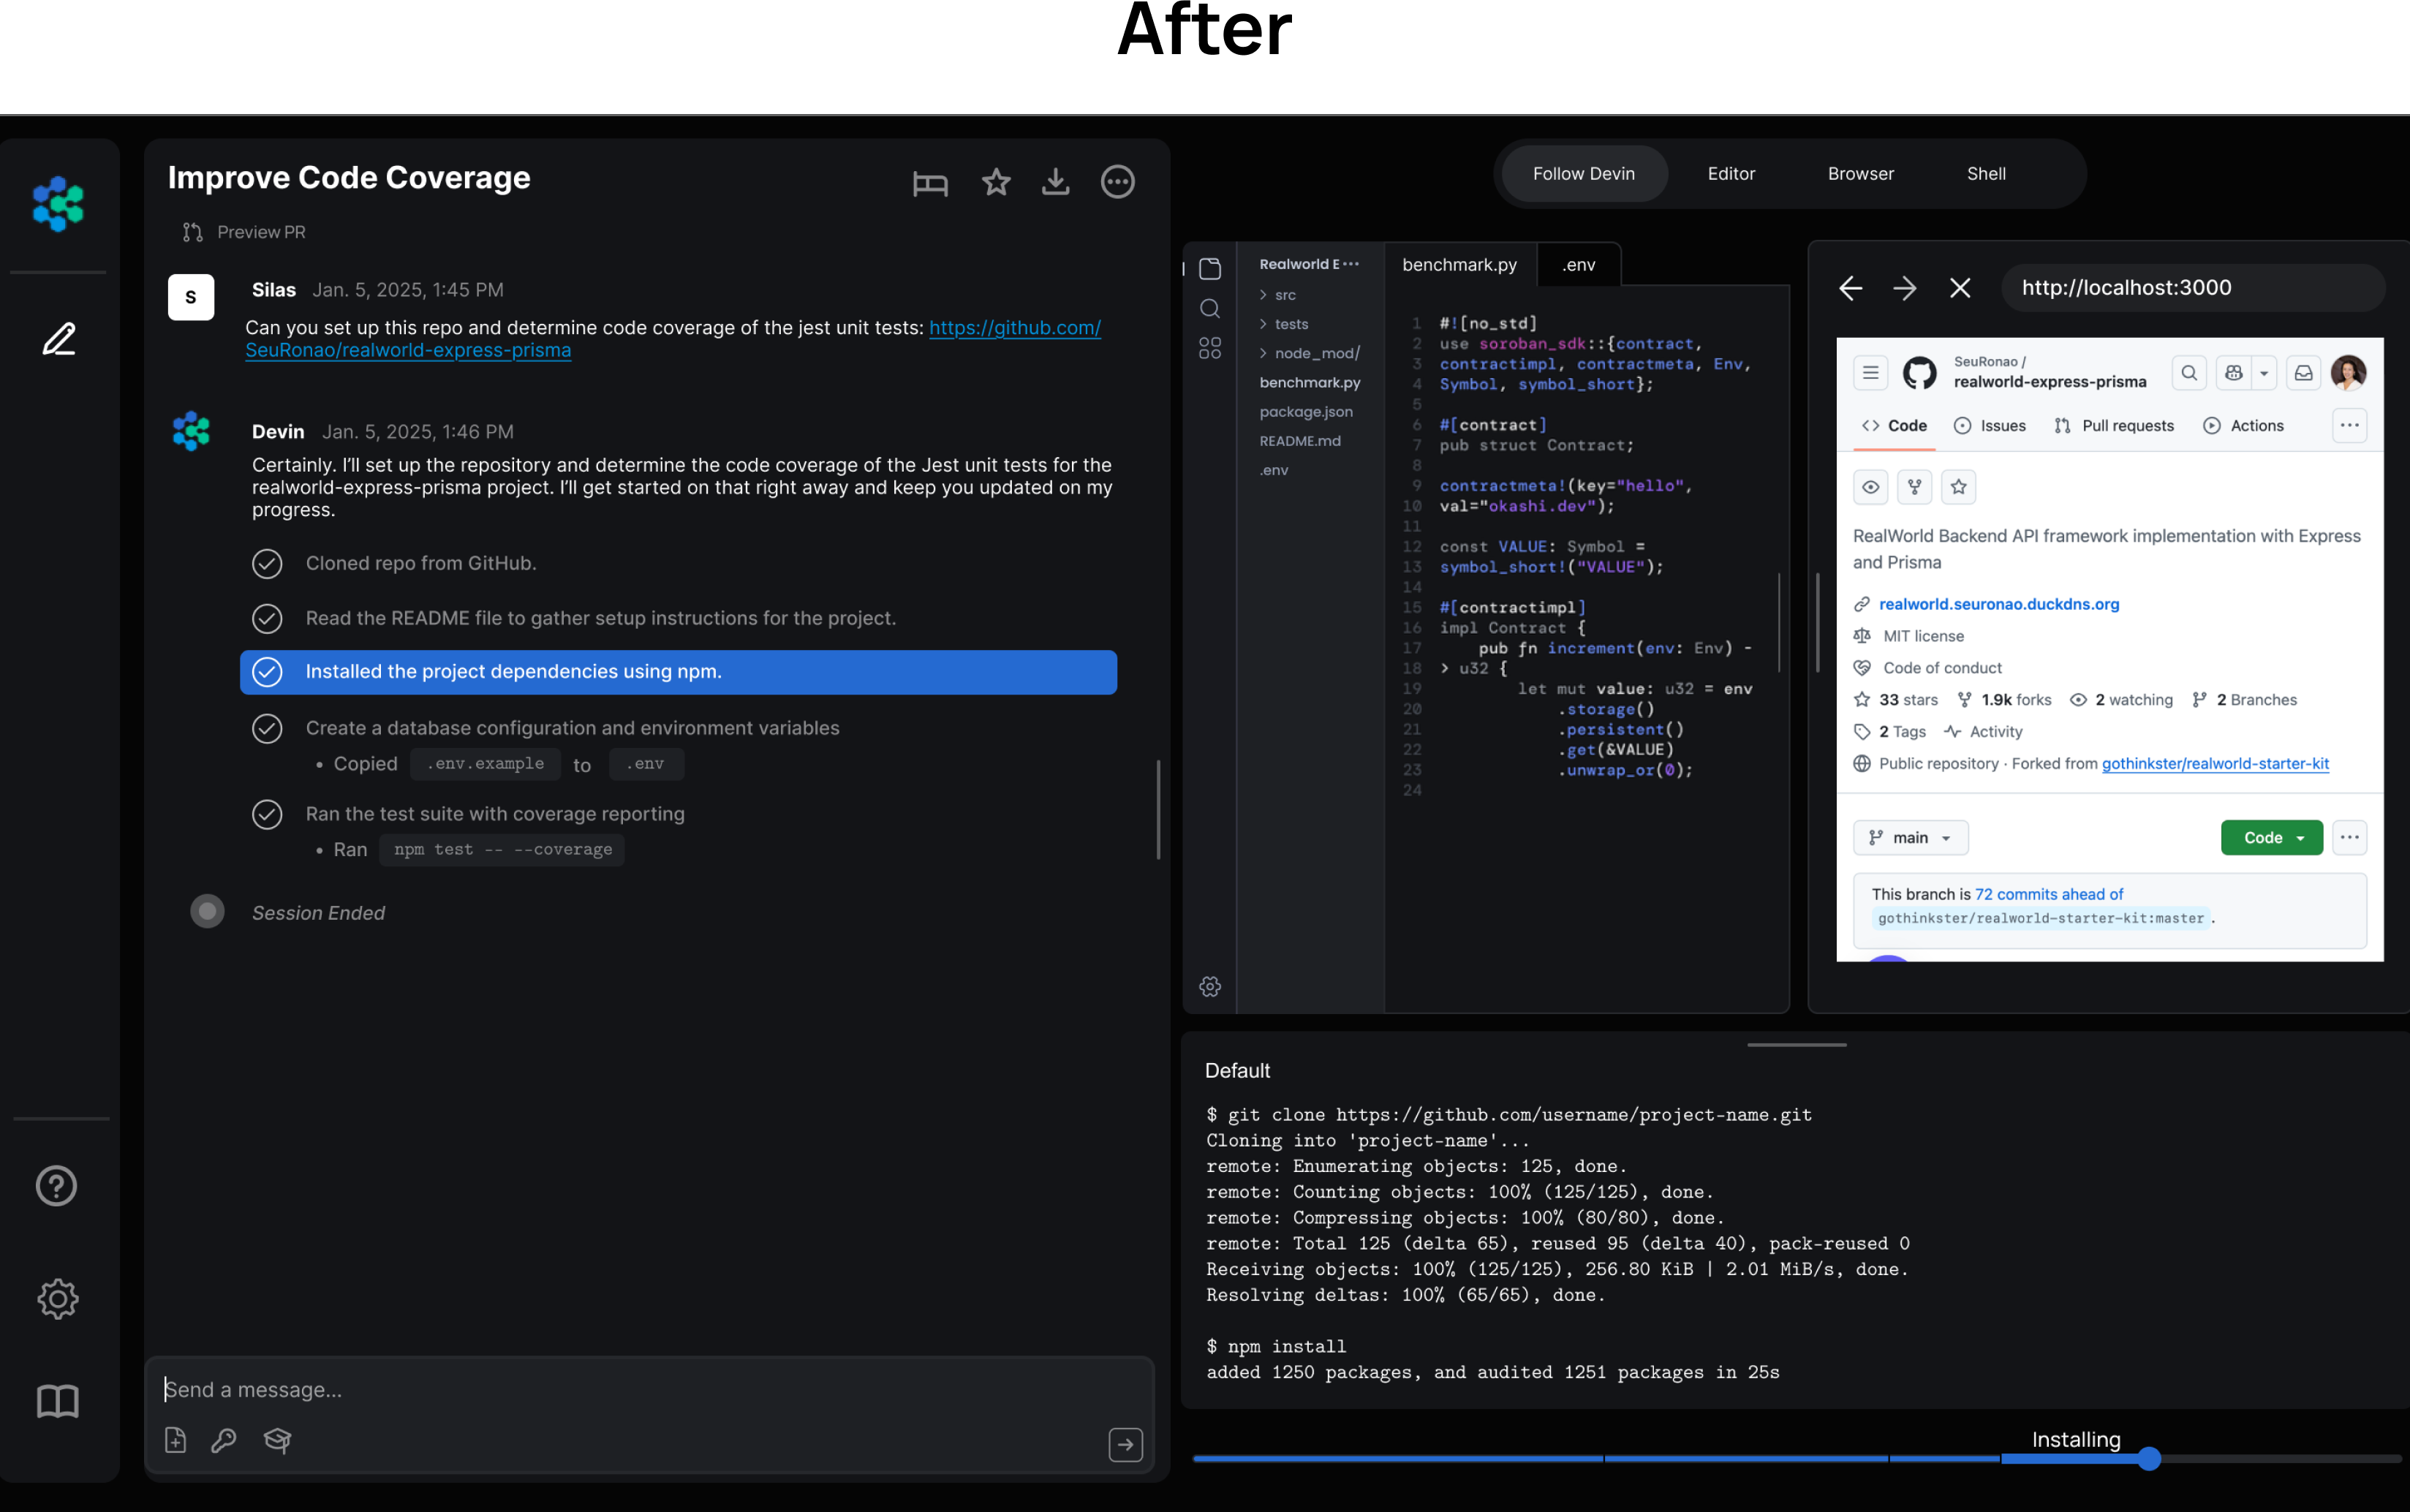 After
Improve Code Coverage
Preview PR
S
Silas Jan. 5, 2025, 1:45 PM
Can you set up this repo and determine code coverage of the jest unit tests: https://github.com/
SeuRonao/realworld-express-prisma
Devin Jan. 5, 2025, 1:46 PM
Certainly. I'll set up the repository and determine the code coverage of the Jest unit tests for the
realworld-express-prisma project. I'll get started on that right away and keep you updated on my
progress.
Cloned repo from GitHub.
Read the README file to gather setup instructions for the project.
Installed the project dependencies using npm.
Create a database configuration and environment variables
• Copied .env.example to .env
Ran the test suite with coverage reporting
• Ran npm test -- --coverage
Session Ended
Send a message...
Follow Devin Editor Browser Shell
Realworld E ···
> src
> tests
> node_mod/
benchmark.py
package.json
README.md
.env
benchmark.py .env
1 #![no_std]
2 use soroban_sdk::{contract,
3 contractimpl, contractmeta, Env,
4 Symbol, symbol_short};
5
6 #[contract]
7 pub struct Contract;
8
9 contractmeta!(key="hello",
10 val="okashi.dev");
11
12 const VALUE: Symbol =
13 symbol_short!("VALUE");
14
15 #[contractimpl]
16 impl Contract {
17 pub fn increment(env: Env) -
18 > u32 {
19 let mut value: u32 = env
20 .storage()
21 .persistent()
22 .get(&VALUE)
23 .unwrap_or(0);
24
http://localhost:3000
SeuRonao /
realworld-express-prisma
Code Issues Pull requests Actions
RealWorld Backend API framework implementation with Express
and Prisma
realworld.seuronao.duckdns.org
MIT license
Code of conduct
33 stars 1.9k forks 2 watching 2 Branches
2 Tags Activity
Public repository · Forked from gothinkster/realworld-starter-kit
main Code
This branch is 72 commits ahead of
gothinkster/realworld-starter-kit:master .
Default
$ git clone https://github.com/username/project-name.git
Cloning into 'project-name'...
remote: Enumerating objects: 125, done.
remote: Counting objects: 100% (125/125), done.
remote: Compressing objects: 100% (80/80), done.
remote: Total 125 (delta 65), reused 95 (delta 40), pack-reused 0
Receiving objects: 100% (125/125), 256.80 KiB | 2.01 MiB/s, done.
Resolving deltas: 100% (65/65), done.
$ npm install
added 1250 packages, and audited 1251 packages in 25s
Installing